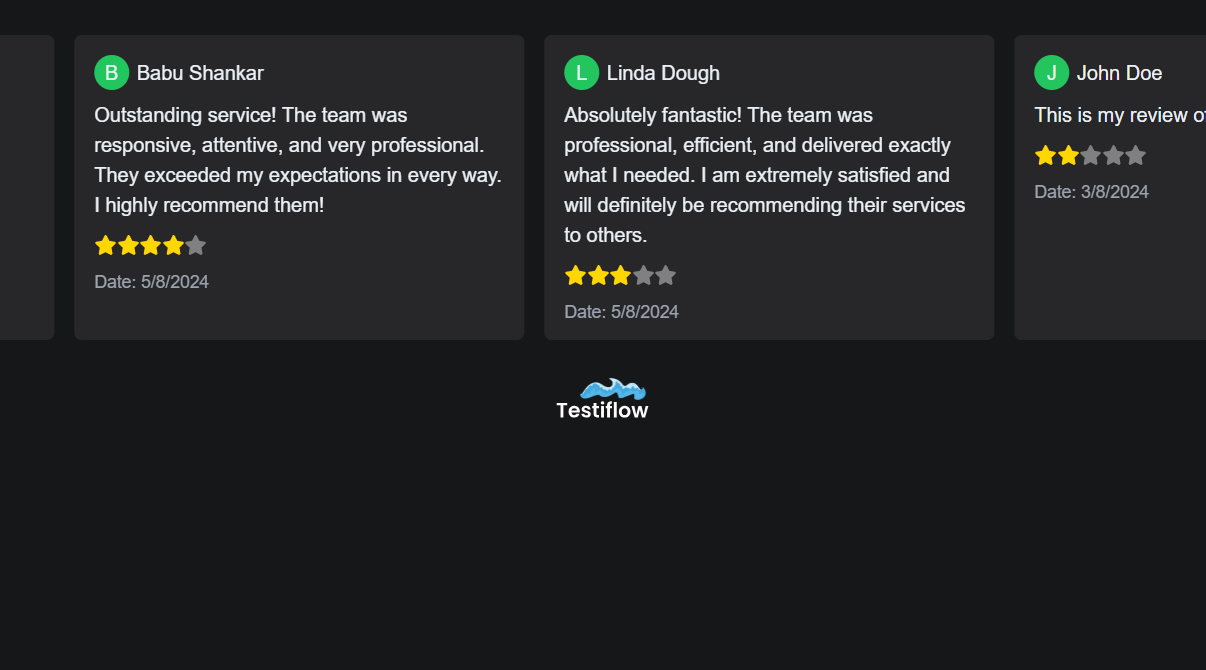 B Babu Shankar
Outstanding service! The team was
responsive, attentive, and very professional.
They exceeded my expectations in every way.
I highly recommend them!
Date: 5/8/2024
L Linda Dough
Absolutely fantastic! The team was
professional, efficient, and delivered exactly
what I needed. I am extremely satisfied and
will definitely be recommending their services
to others.
Date: 5/8/2024
J John Doe
This is my review
Date: 3/8/2024
Testiflow